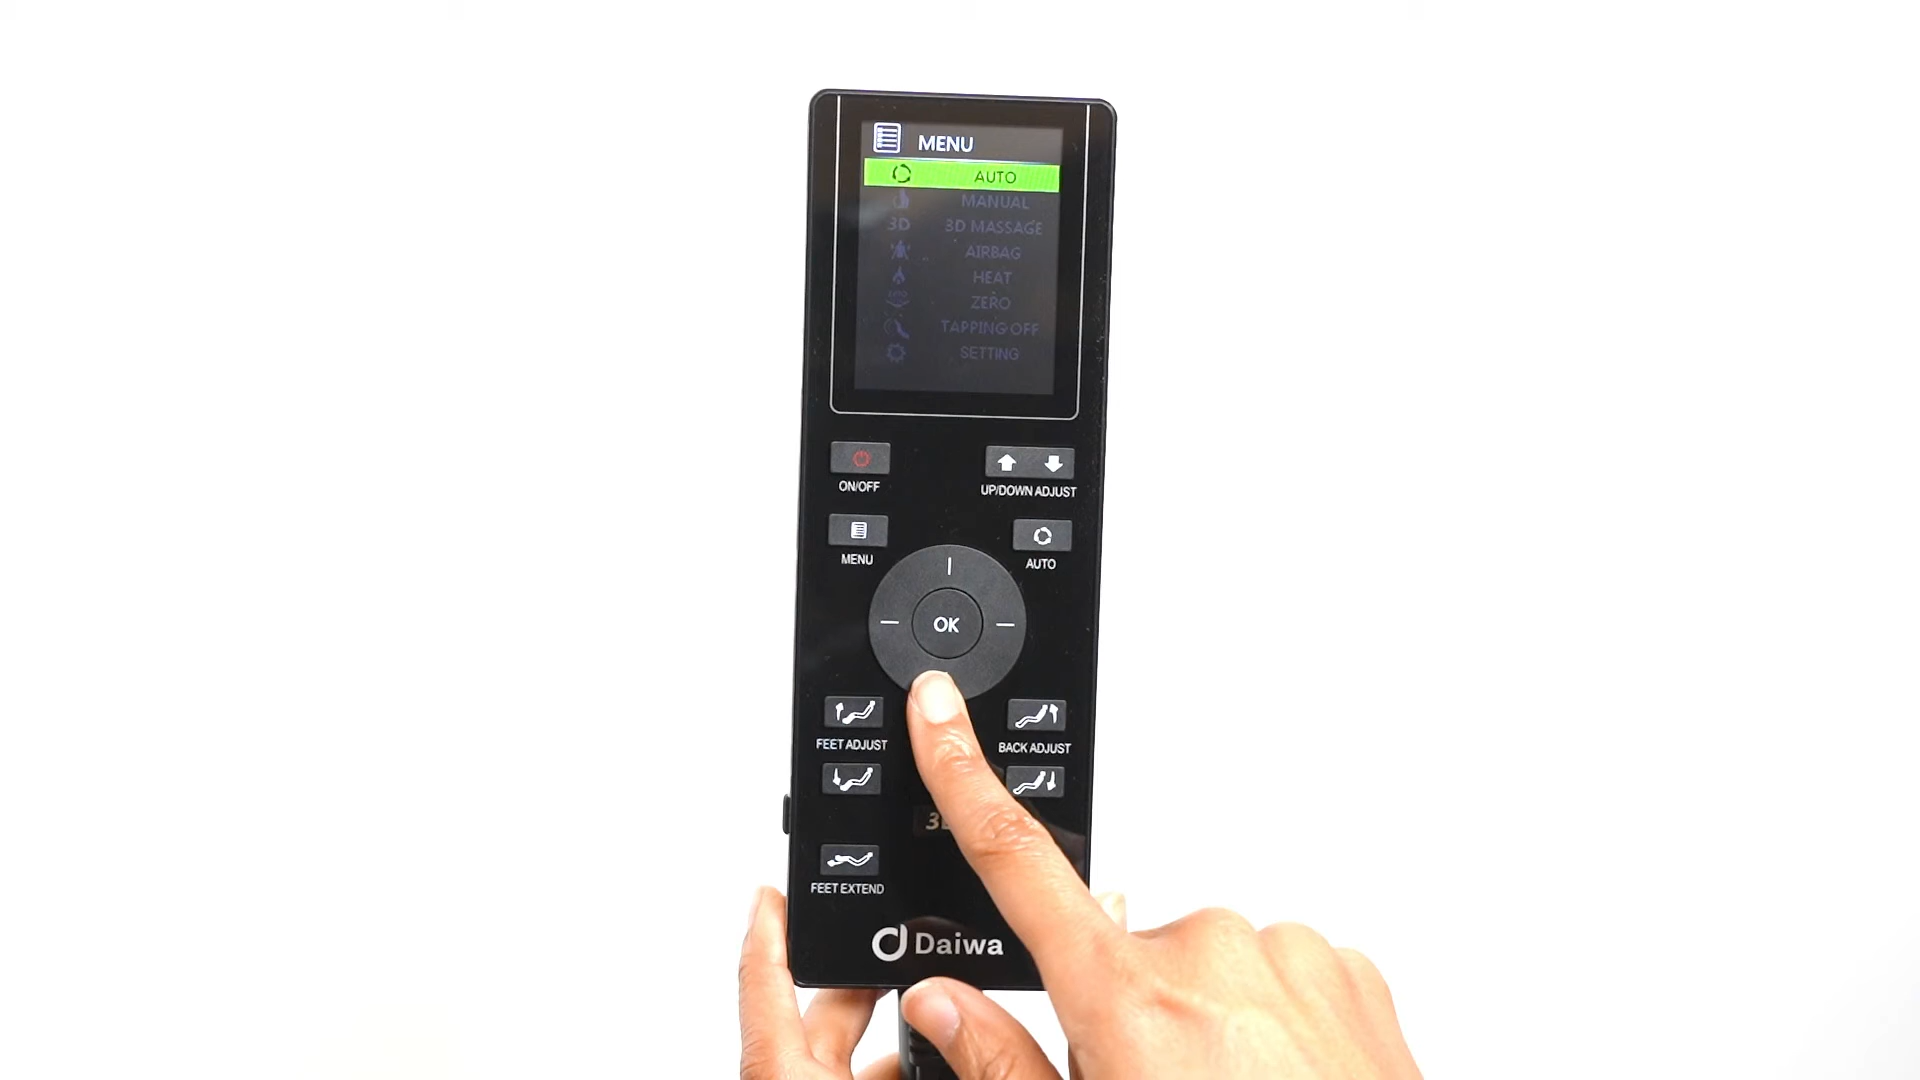 MENU
AUTO
MANUAL
3D 3D MASSAGE
AIRBAG
HEAT
ZERO
TAPPING OFF
SETTING
ON/OFF
UP/DOWN ADJUST
MENU
AUTO
OK
FEET ADJUST
BACK ADJUST
FEET EXTEND
Daiwa